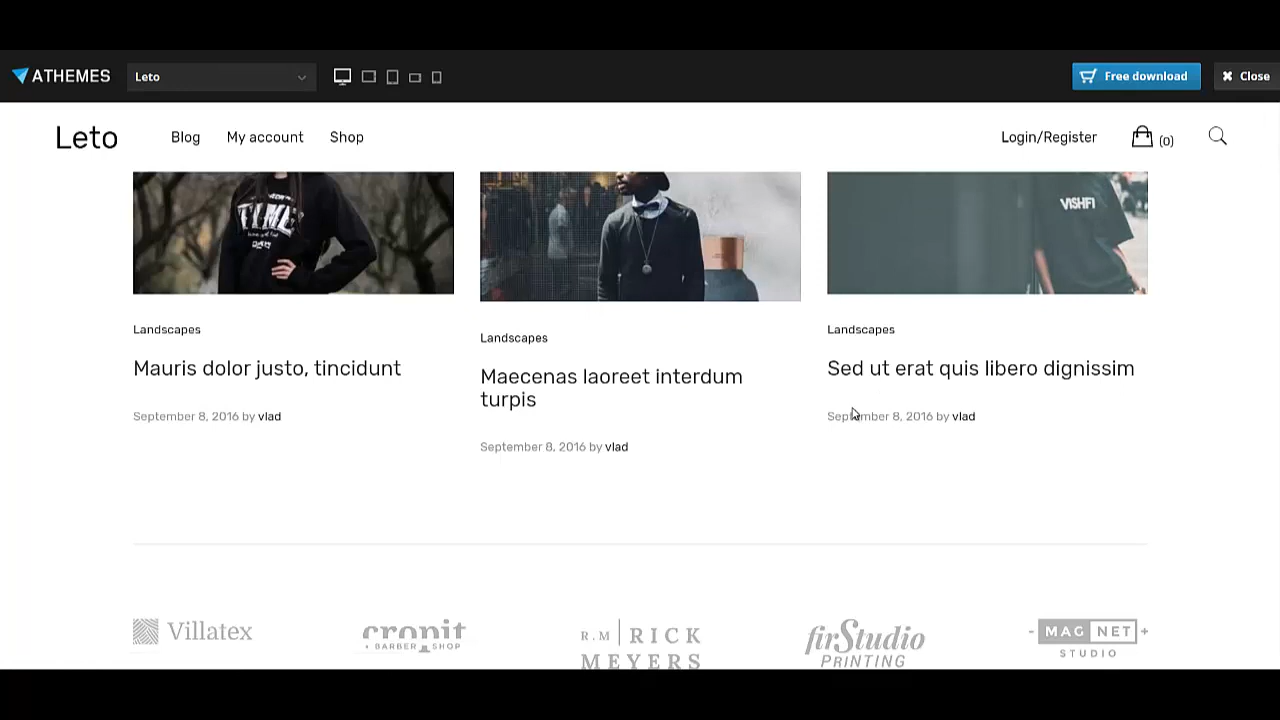 ATHEMES
Leto
Free download
Close
Leto
Blog
My account
Shop
Login/Register
(0)
TIME
VISHFI
Landscapes
Landscapes
Landscapes
Mauris dolor justo, tincidunt
Maecenas laoreet interdum
turpis
Sed ut erat quis libero dignissim
September 8, 2016 by vlad
September 8, 2016 by vlad
September 8, 2016 by vlad
Villatex
cronit
• BARBER SHOP
R.M RICK
MEYERS
firStudio
PRINTING
- MAG NET +
STUDIO